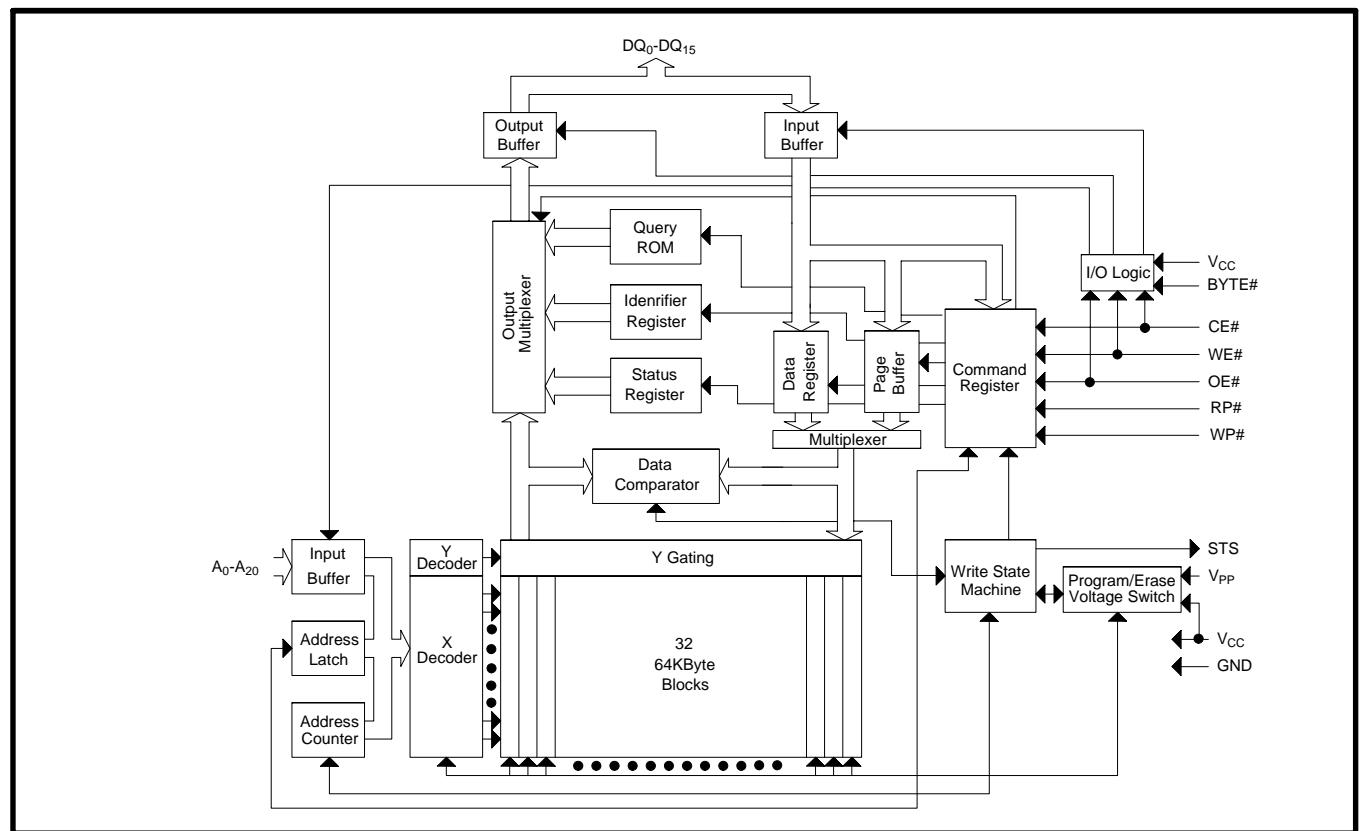 DQ0-DQ15
Output
Buffer
Input
Buffer
Output
Multiplexer
Query
ROM
Idenrifier
Register
Status
Register
Data
Register
Page
Buffer
Command
Register
I/O Logic
VCC
BYTE#
CE#
WE#
OE#
RP#
WP#
Multiplexer
Data
Comparator
A0-A20
Input
Buffer
Address
Latch
Address
Counter
Y
Decoder
X
Decoder
Y Gating
32
64KByte
Blocks
Write State
Machine
Program/Erase
Voltage Switch
STS
VPP
VCC
GND